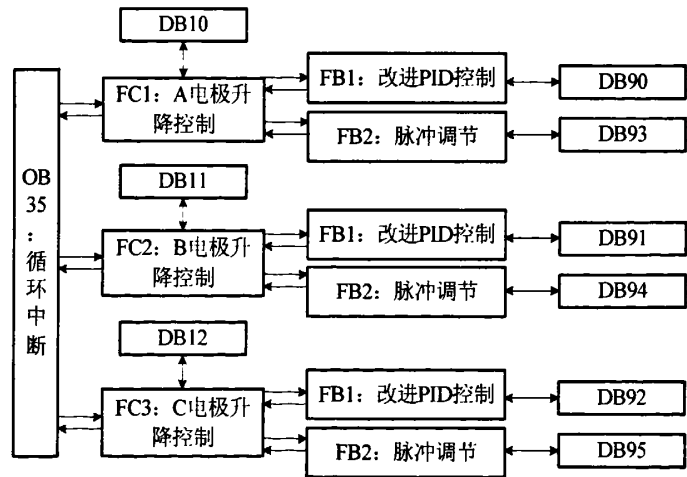 DB10
FC1：A电极升
降控制
FB1：改进PID控制
DB90
FB2：脉冲调节
DB93
OB
35
：
循
环
中
断
DB11
FC2：B电极升
降控制
FB1：改进PID控制
DB91
FB2：脉冲调节
DB94
DB12
FC3：C电极升
降控制
FB1：改进PID控制
DB92
FB2：脉冲调节
DB95